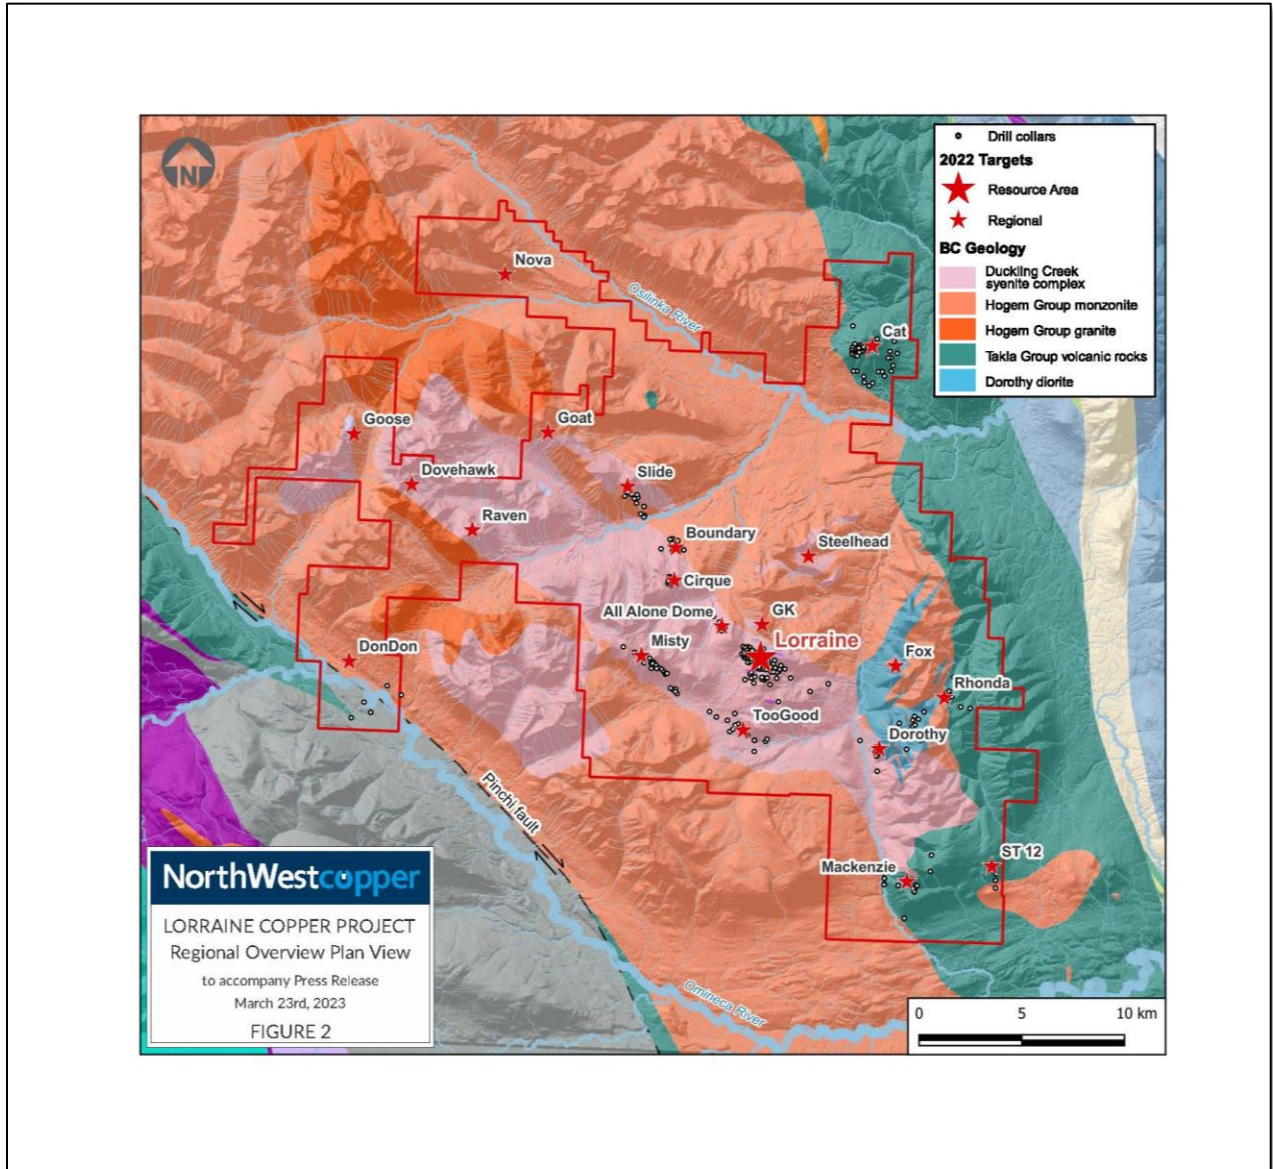 N
Drill collars
2022 Targets
Resource Area
Regional
BC Geology
Duckling Creek
syenite complex
Hogem Group monzonite
Hogem Group granite
Takla Group volcanic rocks
Dorothy diorite
Nova
Osilinka River
Cat
Goose
Goat
Dovehawk
Slide
Raven
Boundary
Steelhead
Cirque
All Alone Dome
GK
Lorraine
DonDon
Misty
Fox
Rhonda
TooGood
Dorothy
Pinchi fault
Mackenzie
ST 12
Omineca River
NorthWestcopper
LORRAINE COPPER PROJECT
Regional Overview Plan View
to accompany Press Release
March 23rd, 2023
FIGURE 2
0 5 10 km